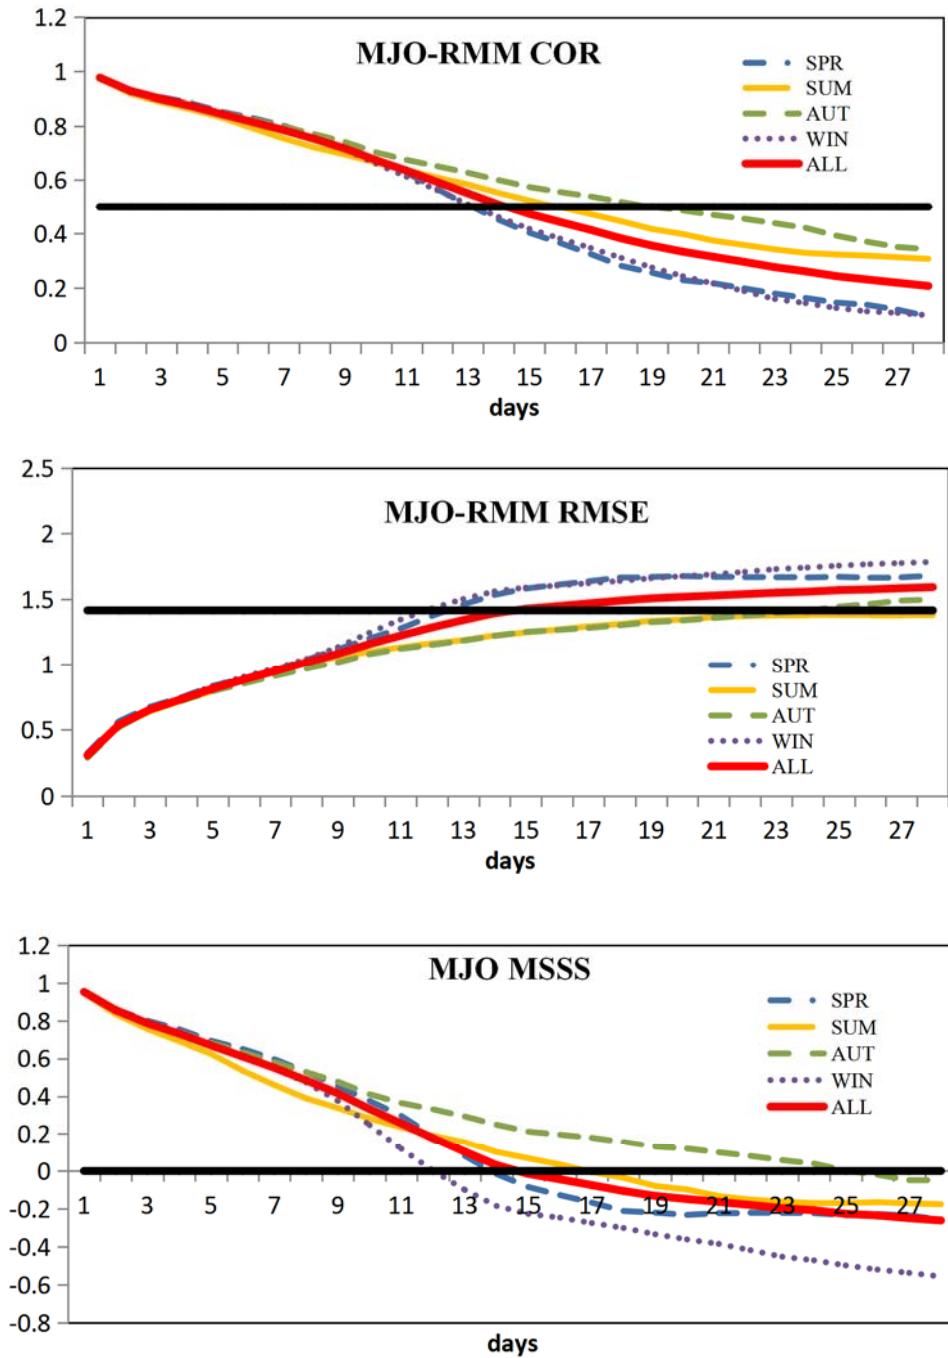 1.2
MJO-RMM COR
SPR
1
SUM
AUT
0.8
WIN
ALL
0.6
0.4
0.2
0
1 3 5 7 9 11 13 15 17 19 21 23 25 27
days
2.5
MJO-RMM RMSE
2
1.5
1
SPR
SUM
AUT
0.5
WIN
ALL
0
1 3 5 7 9 11 13 15 17 19 21 23 25 27
days
1.2
MJO MSSS
1
SPR
SUM
0.8
AUT
WIN
0.6
ALL
0.4
0.2
0
1 3 5 7 9 11 13 15 17 19 21 23 25 27
-0.2
-0.4
-0.6
-0.8
days